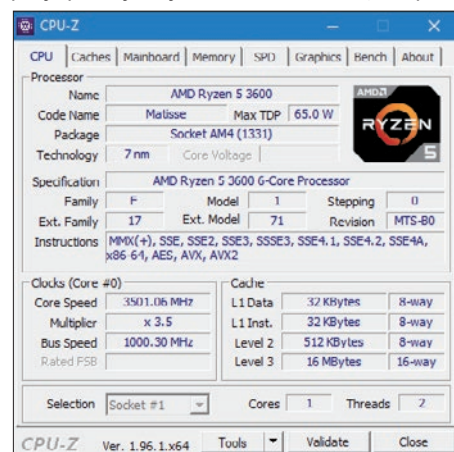 CPU-Z
CPU Caches Mainboard Memory SPD Graphics Bench About
Processor
Name AMD Ryzen 5 3600
Code Name Matisse Max TDP 65.0 W
Package Socket AM4 (1331)
Technology 7 nm Core Voltage
AMD
RYZEN
5
Specification AMD Ryzen 5 3600 6-Core Processor
Family F Model 1 Stepping 0
Ext. Family 17 Ext. Model 71 Revision MTS-B0
Instructions MMX(+), SSE, SSE2, SSE3, SSSE3, SSE4.1, SSE4.2, SSE4A,
x86-64, AES, AVX, AVX2
Clocks (Core #0)
Core Speed 3501.06 MHz
Multiplier x 3.5
Bus Speed 1000.30 MHz
Rated FSB
Cache
L1 Data 32 KBytes 8-way
L1 Inst. 32 KBytes 8-way
Level 2 512 KBytes 8-way
Level 3 16 MBytes 16-way
Selection Socket #1 Cores 1 Threads 2
CPU-Z Ver. 1.96.1.x64 Tools Validate Close